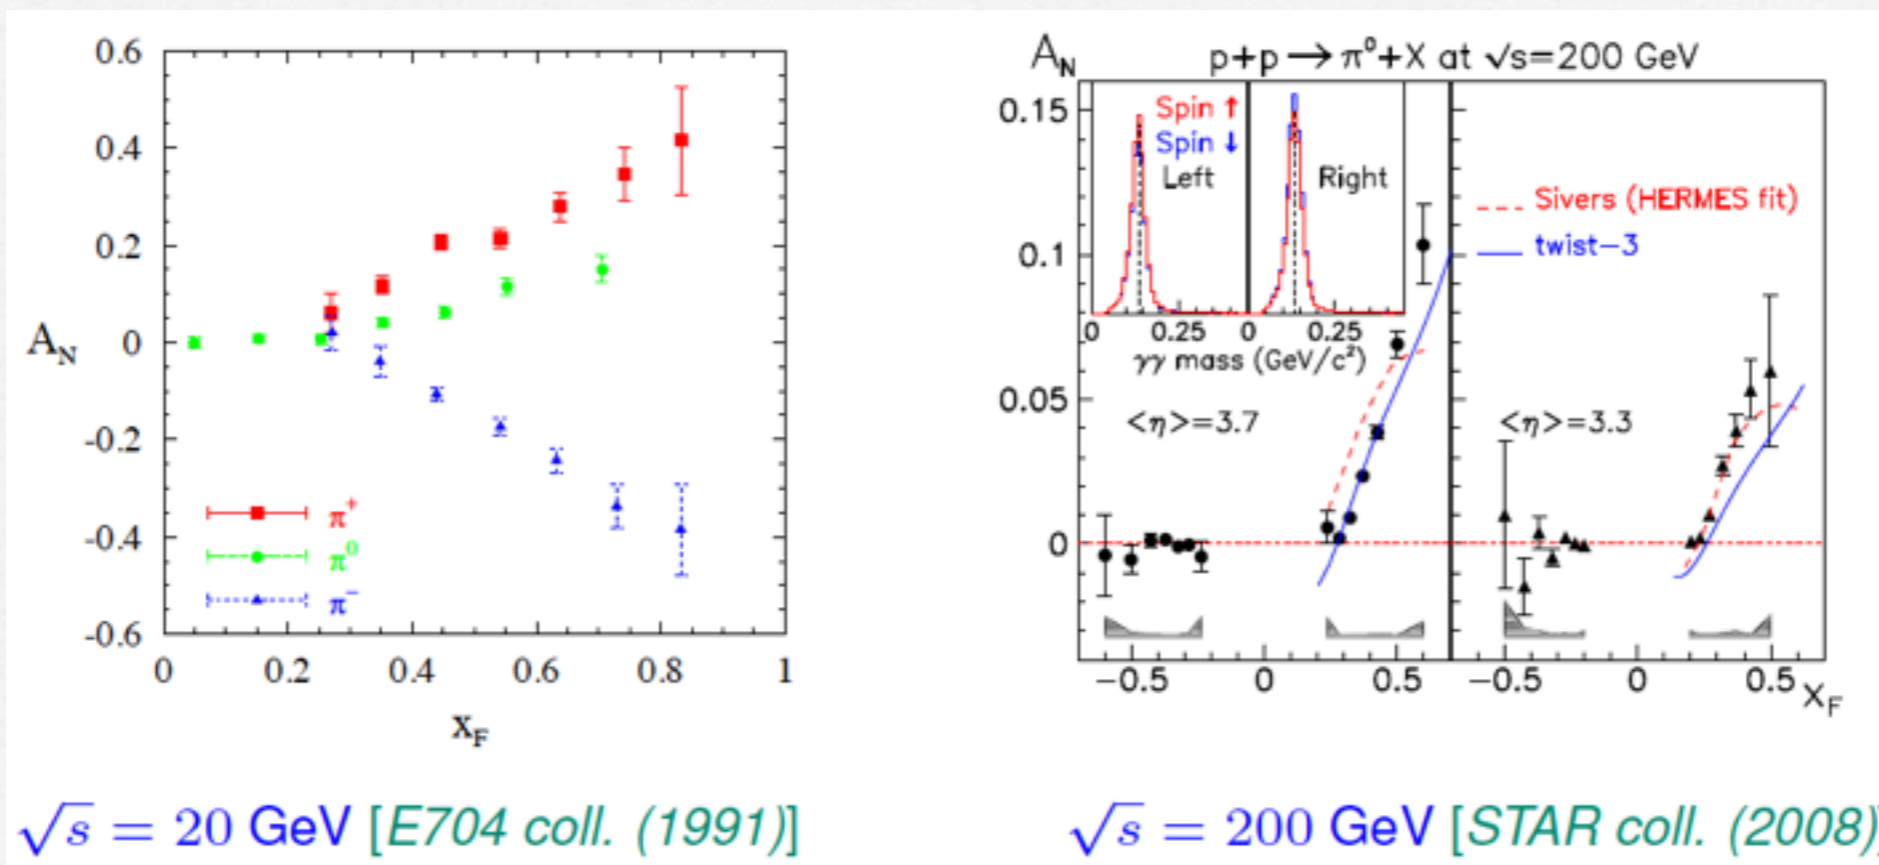 0.6
0.4
0.2
0
-0.2
-0.4
-0.6
A_N
π⁺
π⁰
π⁻
0 0.2 0.4 0.6 0.8 1
x_F
√s = 20 GeV [E704 coll. (1991)]
A_N p+p → π⁰+X at √s=200 GeV
0.15
0.1
0.05
0
Spin ↑
Spin ↓
Left
Right
0 0.25 0 0.25
γγ mass (GeV/c²)
<η>=3.7
Sivers (HERMES fit)
twist-3
<η>=3.3
−0.5 0 0.5 −0.5 0 0.5 x_F
√s = 200 GeV [STAR coll. (2008)